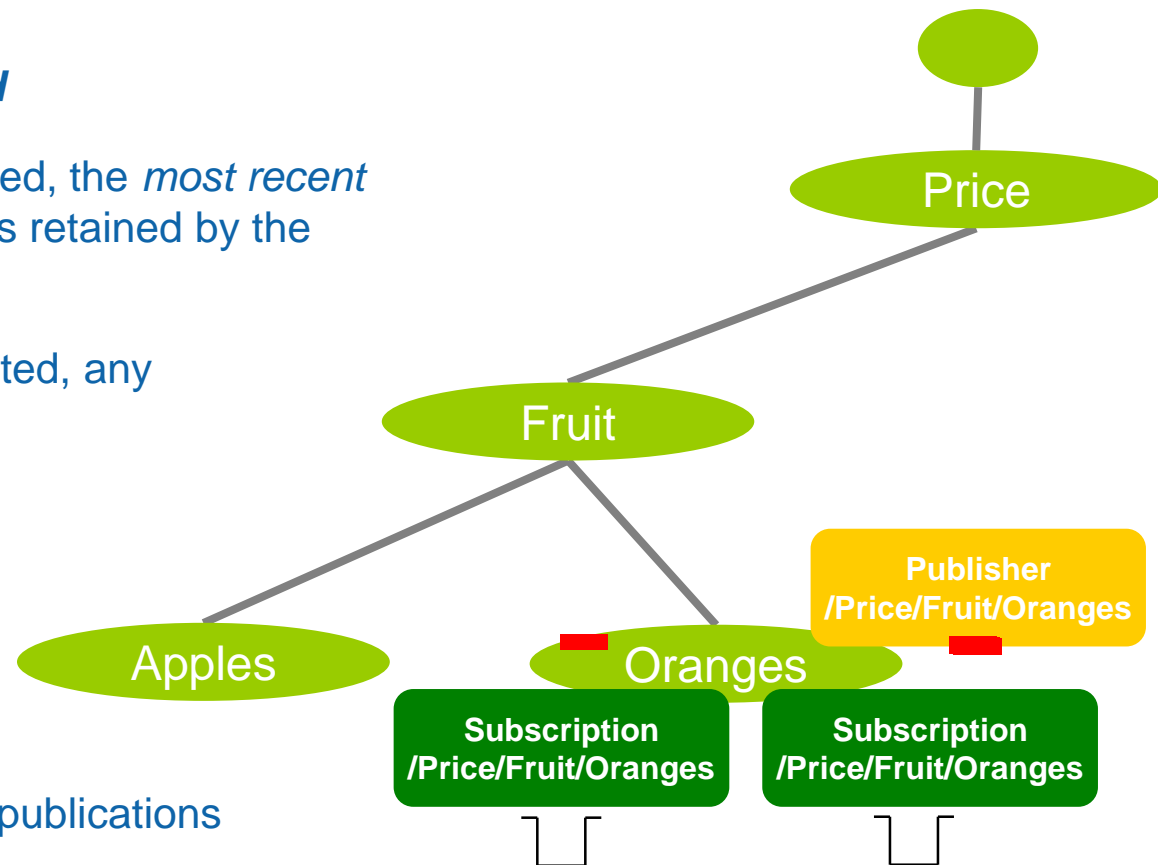 ed, the most recent
s retained by the
ted, any
publications
Price
Fruit
Apples
Oranges
Publisher
/Price/Fruit/Oranges
Subscription
/Price/Fruit/Oranges
Subscription
/Price/Fruit/Oranges